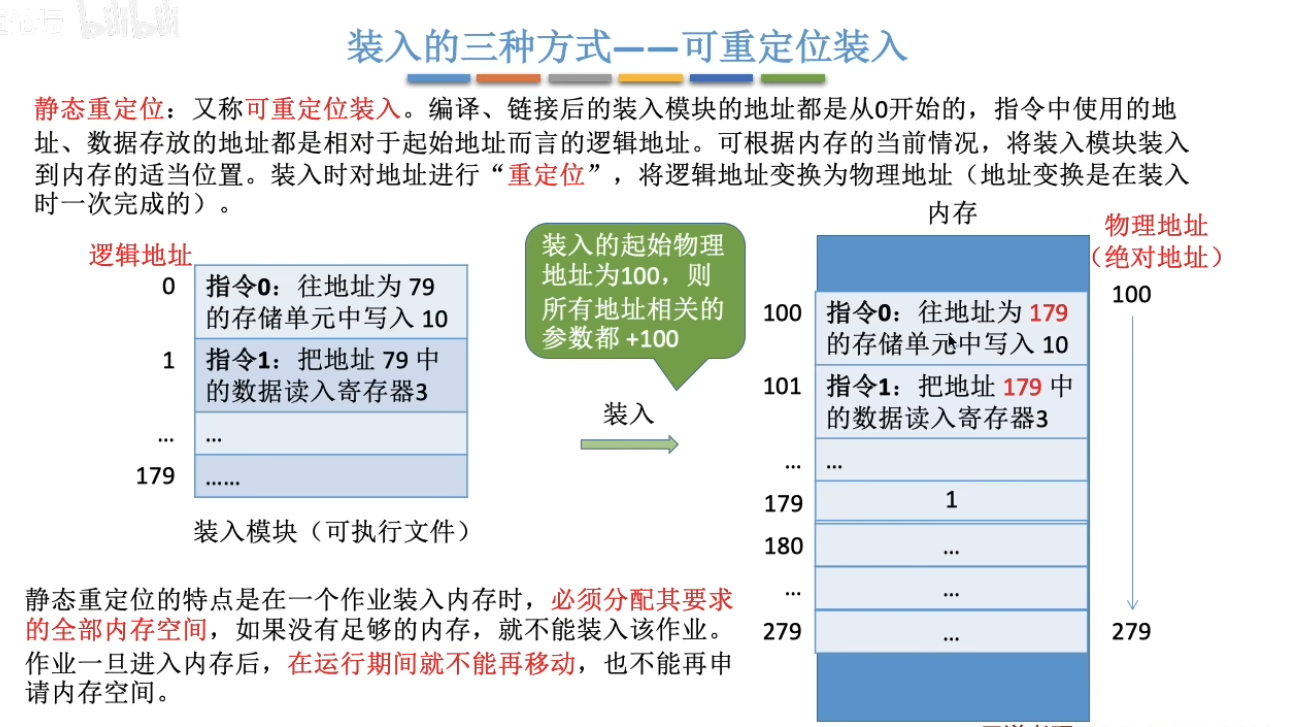 bilibili
装入的三种方式——可重定位装入
静态重定位：又称可重定位装入。编译、链接后的装入模块的地址都是从0开始的，指令中使用的地
址、数据存放的地址都是相对于起始地址而言的逻辑地址。可根据内存的当前情况，将装入模块装入
到内存的适当位置。装入时对地址进行“重定位”，将逻辑地址变换为物理地址（地址变换是在装入
时一次完成的）。
逻辑地址
0
指令0：往地址为 79
的存储单元中写入 10
1
指令1：把地址 79 中
的数据读入寄存器3
...
...
179
……
装入模块（可执行文件）
装入的起始物理
地址为100，则
所有地址相关的
参数都 +100
装入
内存
物理地址
（绝对地址）
100
指令0：往地址为 179
的存储单元中写入 10
101
指令1：把地址 179 中
的数据读入寄存器3
...
...
179
1
180
...
...
...
279
...
100
279
静态重定位的特点是在一个作业装入内存时，必须分配其要求
的全部内存空间，如果没有足够的内存，就不能装入该作业。
作业一旦进入内存后，在运行期间就不能再移动，也不能再申
请内存空间。